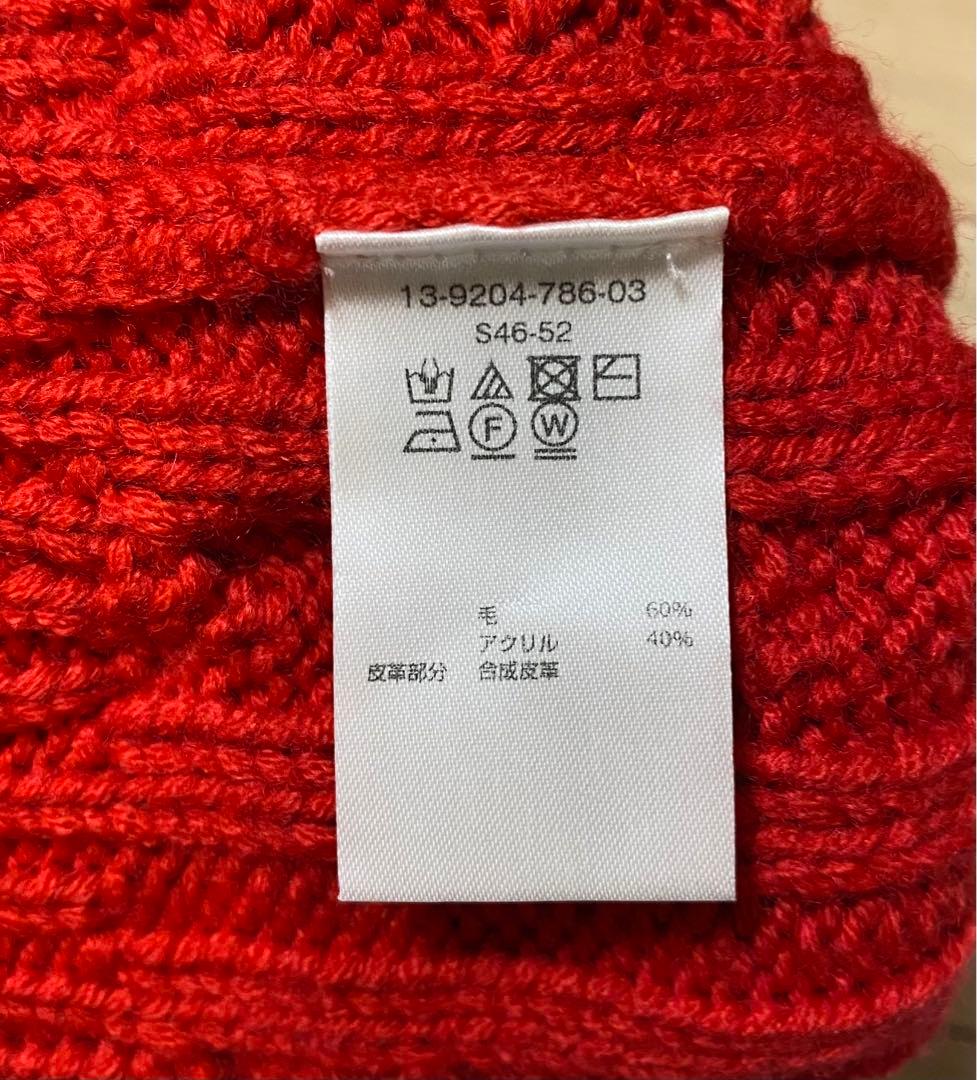 13-9204-786-03
S46-52
F W
毛 60%
アクリル 40%
皮革部分 合成皮革